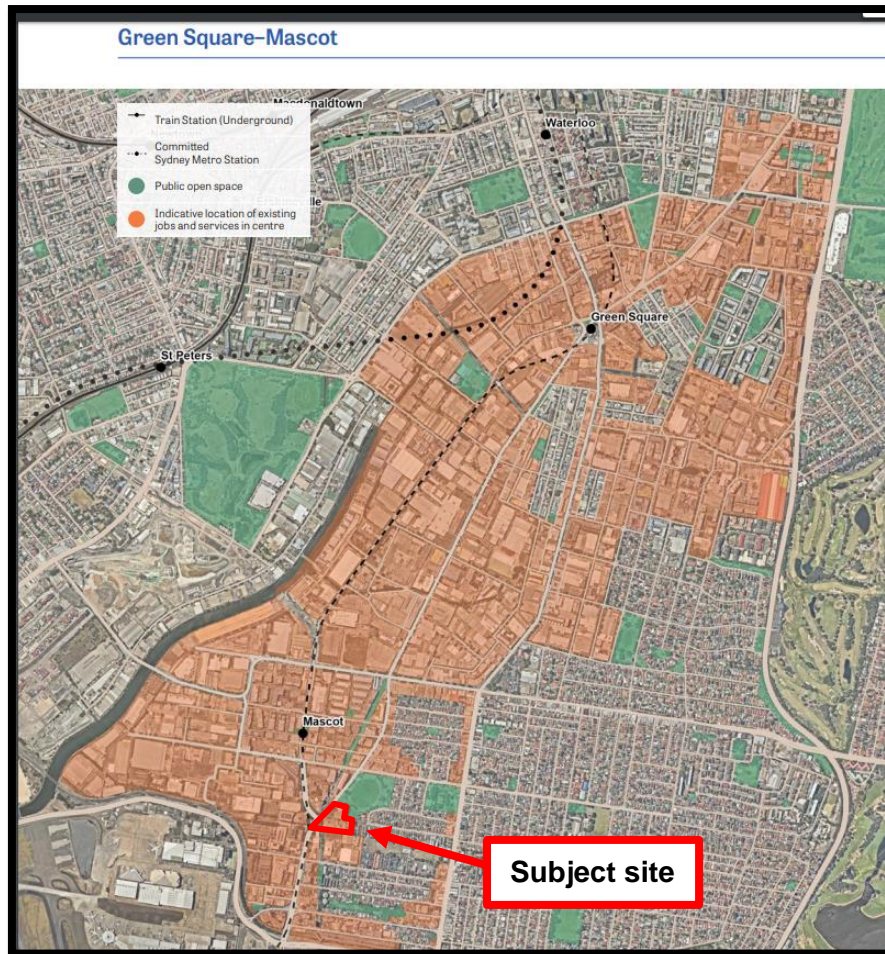 Green Square–Mascot
Macdonaldtown
Train Station (Underground)
Committed
Sydney Metro Station
Public open space
Indicative location of existing
jobs and services in centre
Waterloo
Green Square
St Peters
Mascot
Subject site